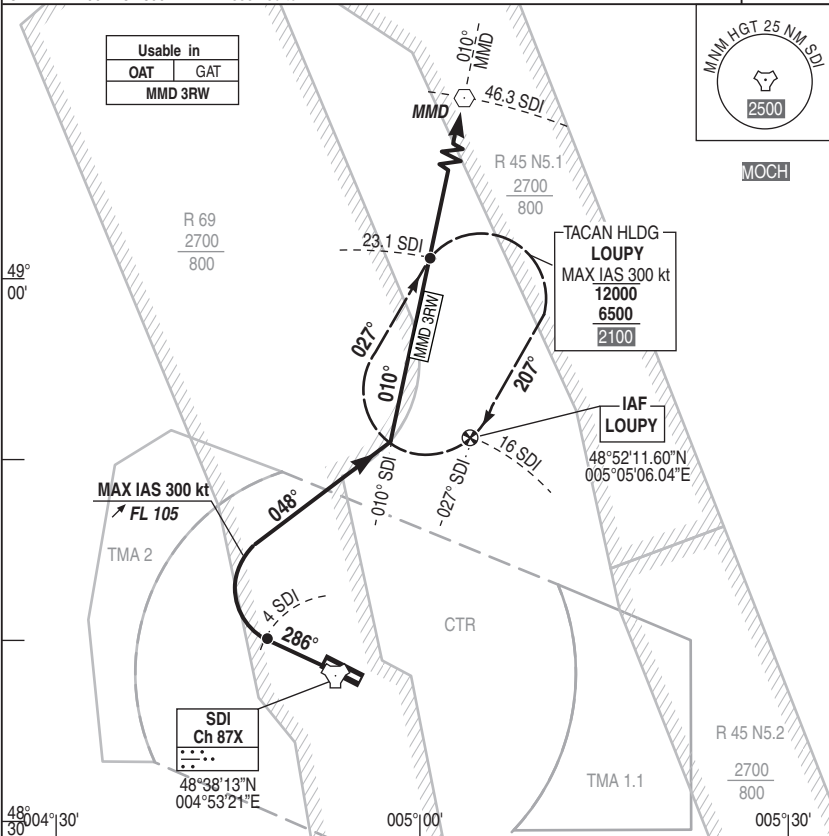 Usable in
OAT GAT
MMD 3RW
010°
MMD
MMD
46.3 SDI
MNM HGT 25 NM SDI
2500
MOCH
R 45 N5.1
2700
800
R 69
2700
800
23.1 SDI
TACAN HLDG
LOUPY
MAX IAS 300 kt
12000
6500
2100
49°
00'
027°
010°
MMD 3RW
207°
IAF
LOUPY
48°52'11.60"N
005°05'06.04"E
16 SDI
010° SDI
027° SDI
MAX IAS 300 kt
FL 105
048°
TMA 2
4 SDI
286°
CTR
SDI
Ch 87X
48°38'13"N
004°53'21"E
R 45 N5.2
2700
800
TMA 1.1
48°
30'
004°30'
005°00'
005°30'